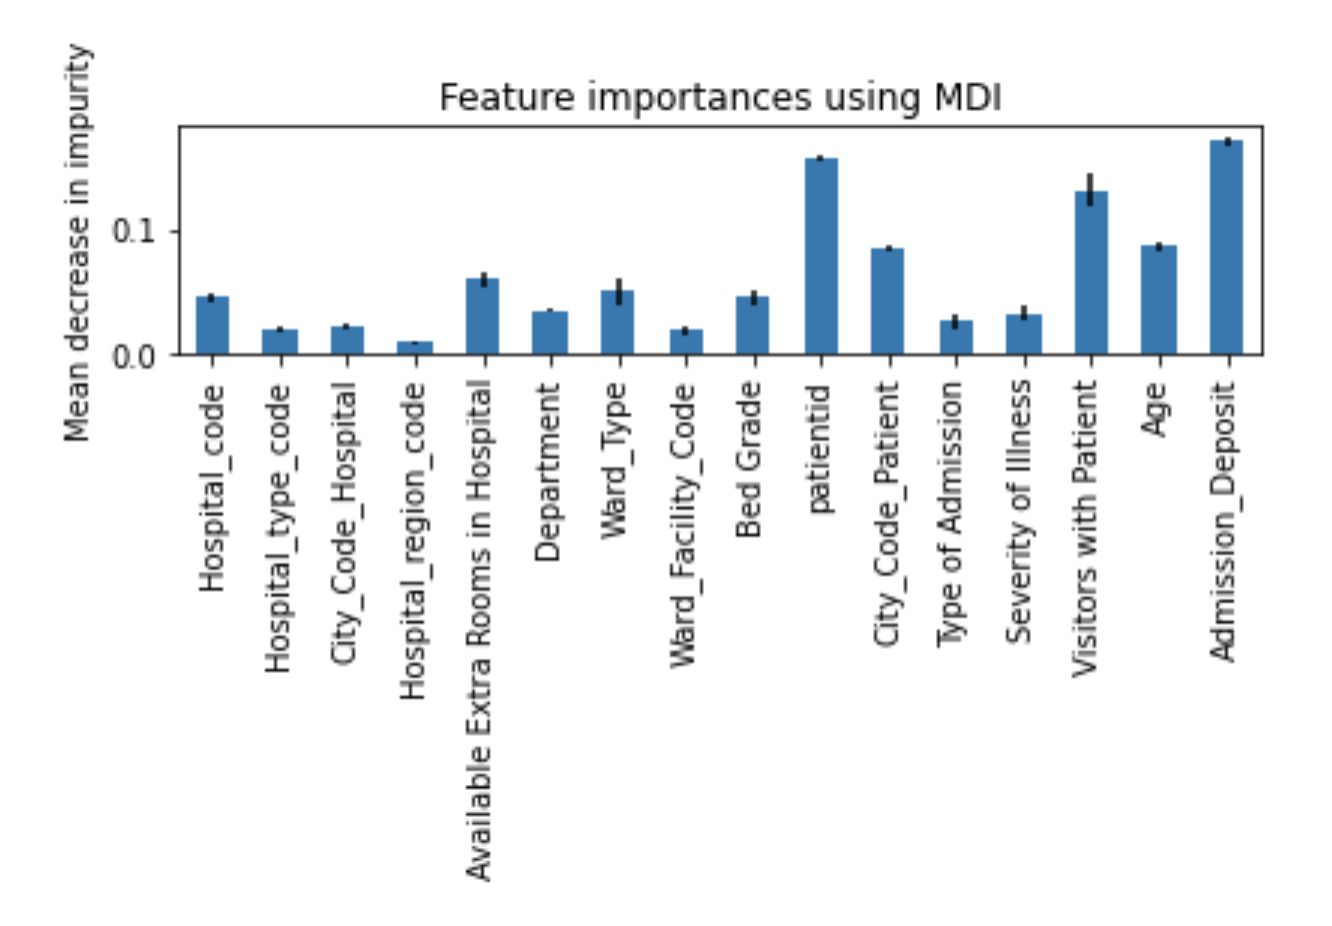 Feature importances using MDI
Mean decrease in impurity
0.1
0.0
Hospital_code
Hospital_type_code
City_Code_Hospital
Hospital_region_code
Available Extra Rooms in Hospital
Department
Ward_Type
Ward_Facility_Code
Bed Grade
patientid
City_Code_Patient
Type of Admission
Severity of Illness
Visitors with Patient
Age
Admission_Deposit